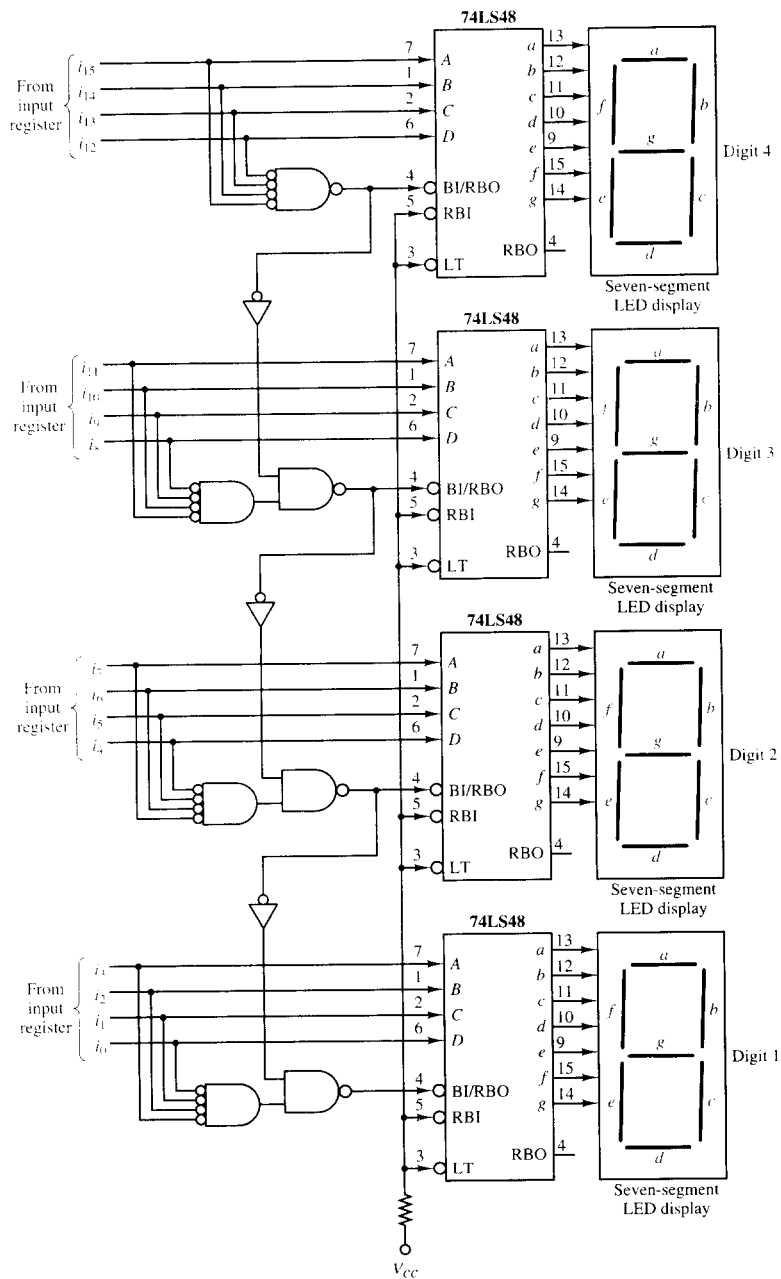 74LS48
From
input
register
i15
i14
i13
i12
7
1
2
6
4
5
3
A
B
C
D
BI/RBO
RBI
LT
a 13
b 12
c 11
d 10
e 9
f 15
g 14
RBO 4
a
f
b
g
e
c
d
Digit 4
Seven-segment
LED display
74LS48
From
input
register
i11
i10
i9
i8
7
1
2
6
4
5
3
A
B
C
D
BI/RBO
RBI
LT
a 13
b 12
c 11
d 10
e 9
f 15
g 14
RBO 4
a
f
b
g
e
c
d
Digit 3
Seven-segment
LED display
74LS48
From
input
register
i7
i6
i5
i4
7
1
2
6
4
5
3
A
B
C
D
BI/RBO
RBI
LT
a 13
b 12
c 11
d 10
e 9
f 15
g 14
RBO 4
a
f
b
g
e
c
d
Digit 2
Seven-segment
LED display
74LS48
From
input
register
i3
i2
i1
i0
7
1
2
6
4
5
3
A
B
C
D
BI/RBO
RBI
LT
a 13
b 12
c 11
d 10
e 9
f 15
g 14
RBO 4
a
f
b
g
e
c
d
Digit 1
Seven-segment
LED display
VCC